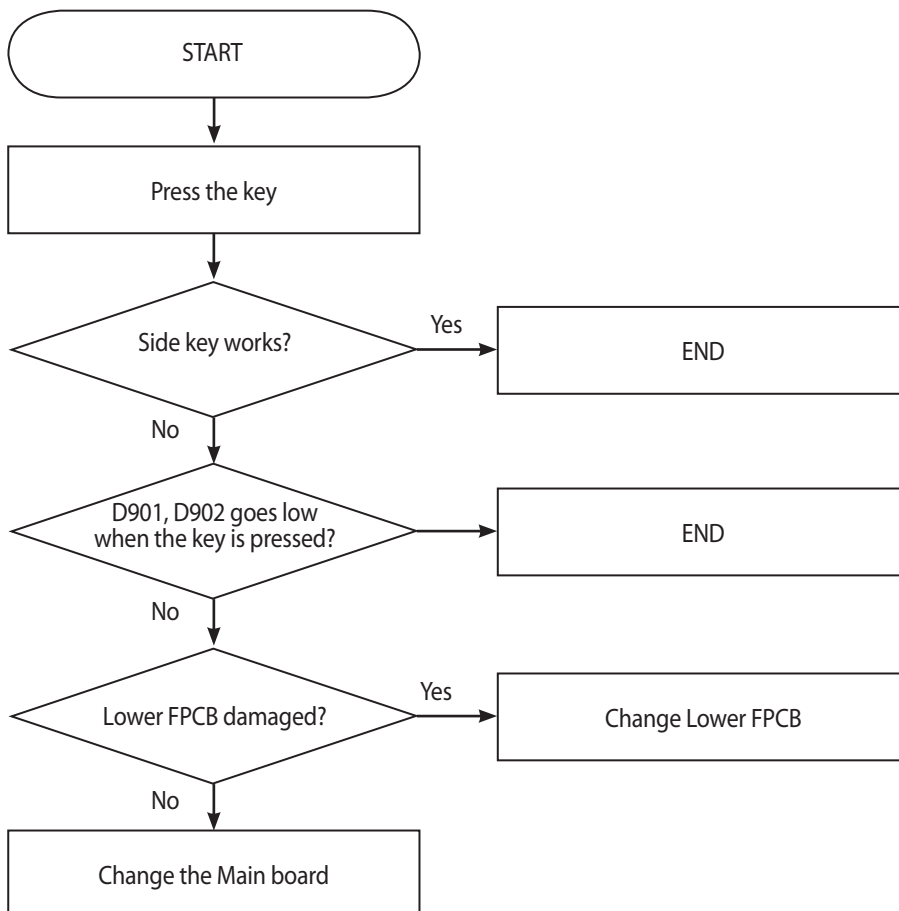 START
Press the key
Side key works?
Yes
END
No
D901, D902 goes low
when the key is pressed?
END
No
Lower FPCB damaged?
Yes
Change Lower FPCB
No
Change the Main board